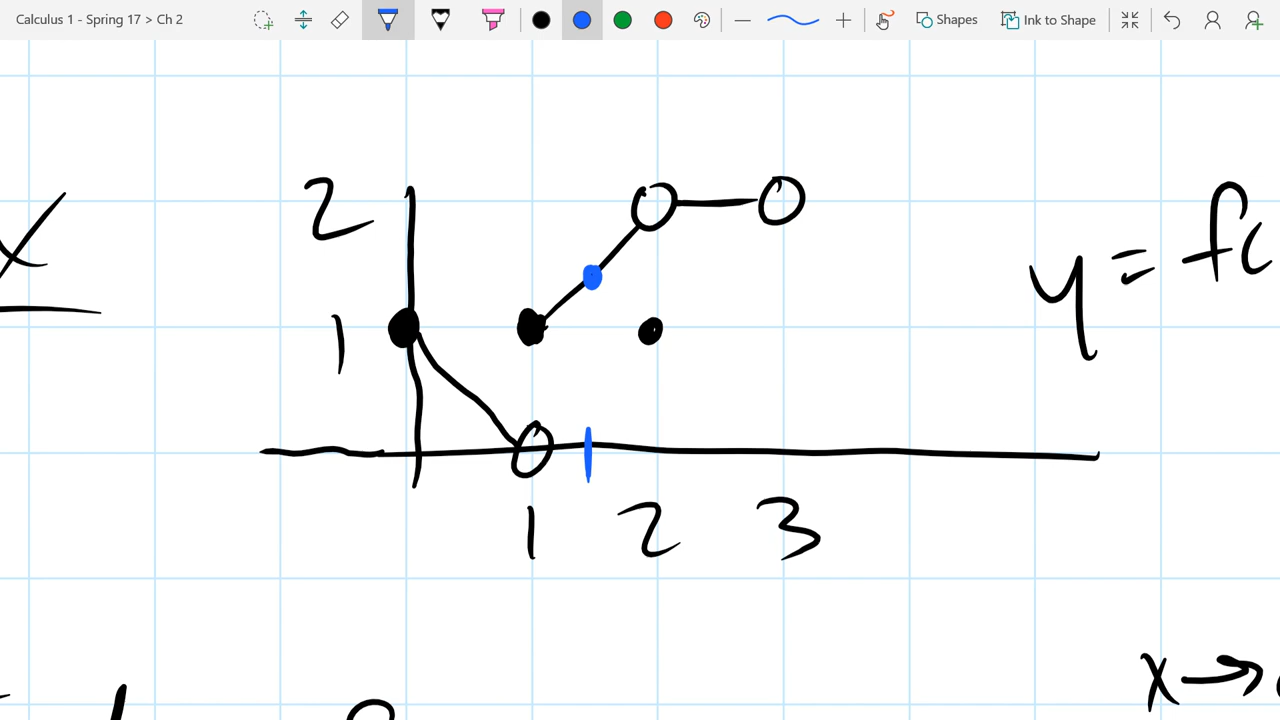 Calculus 1 - Spring 17 > Ch 2
Shapes
Ink to Shape
2
1
y = f(
1 2 3
x →